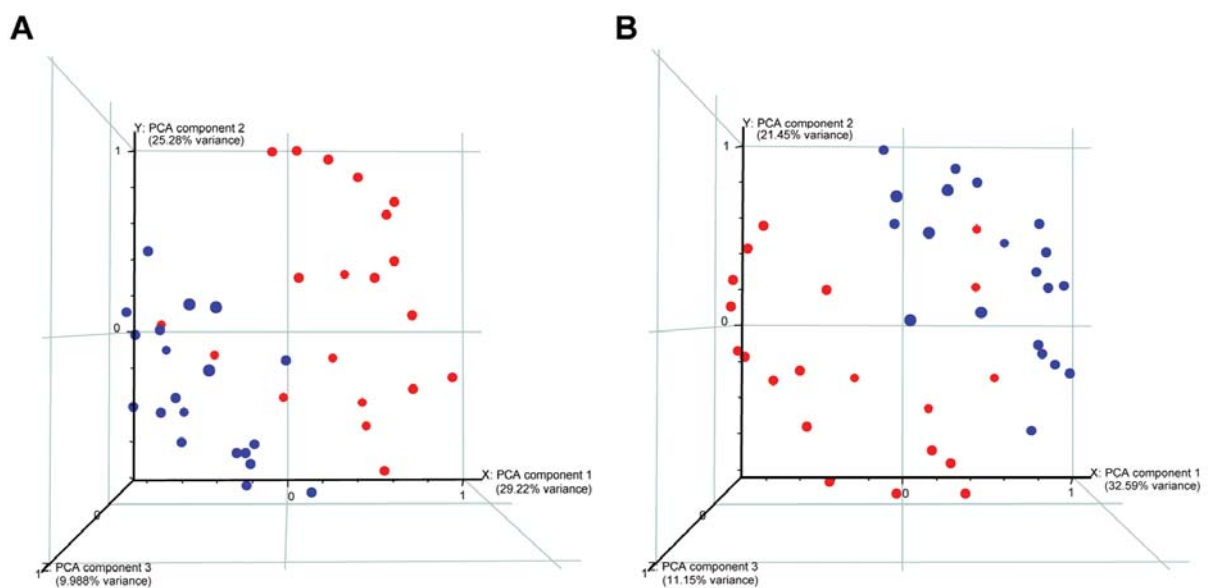 A
Y: PCA component 2
(25.28% variance)
1
0
X: PCA component 1
(29.22% variance)
0
1
0
1
Z: PCA component 3
(9.988% variance)
B
Y: PCA component 2
(21.45% variance)
1
0
X: PCA component 1
(32.59% variance)
0
1
0
1
Z: PCA component 3
(11.15% variance)